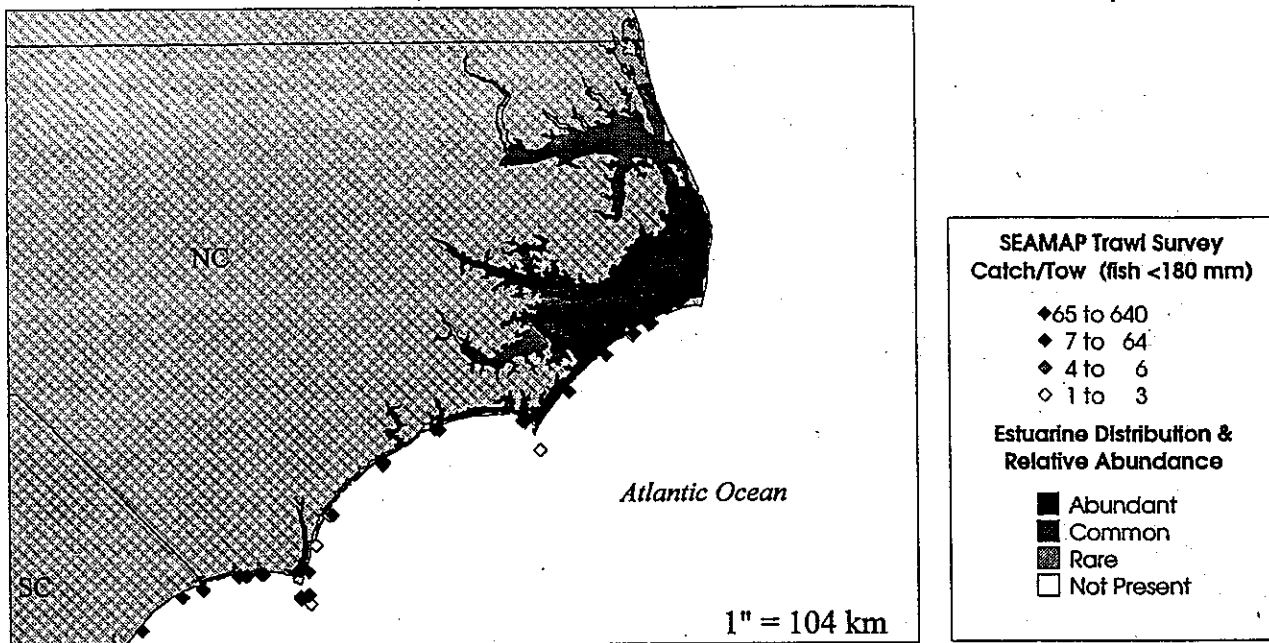 NC
SC
Atlantic Ocean
1" = 104 km
SEAMAP Trawl Survey
Catch/Tow (fish <180 mm)
65 to 640
7 to 64
4 to 6
1 to 3
Estuarine Distribution &
Relative Abundance
Abundant
Common
Rare
Not Present